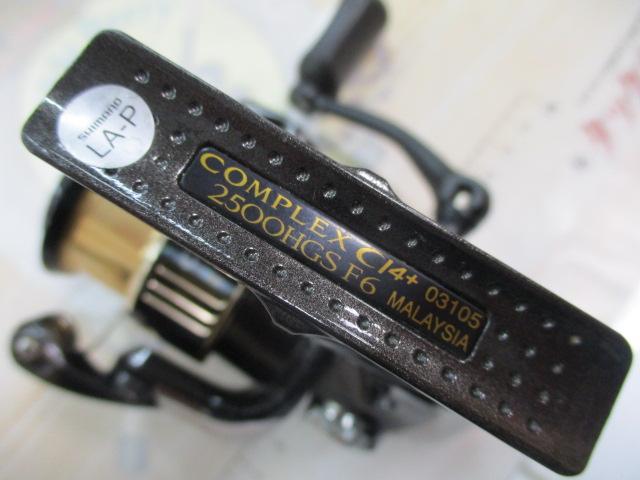 SHIMANO
LA-P
COMPLEX CI4+ 03105
2500HGS F6 MALAYSIA